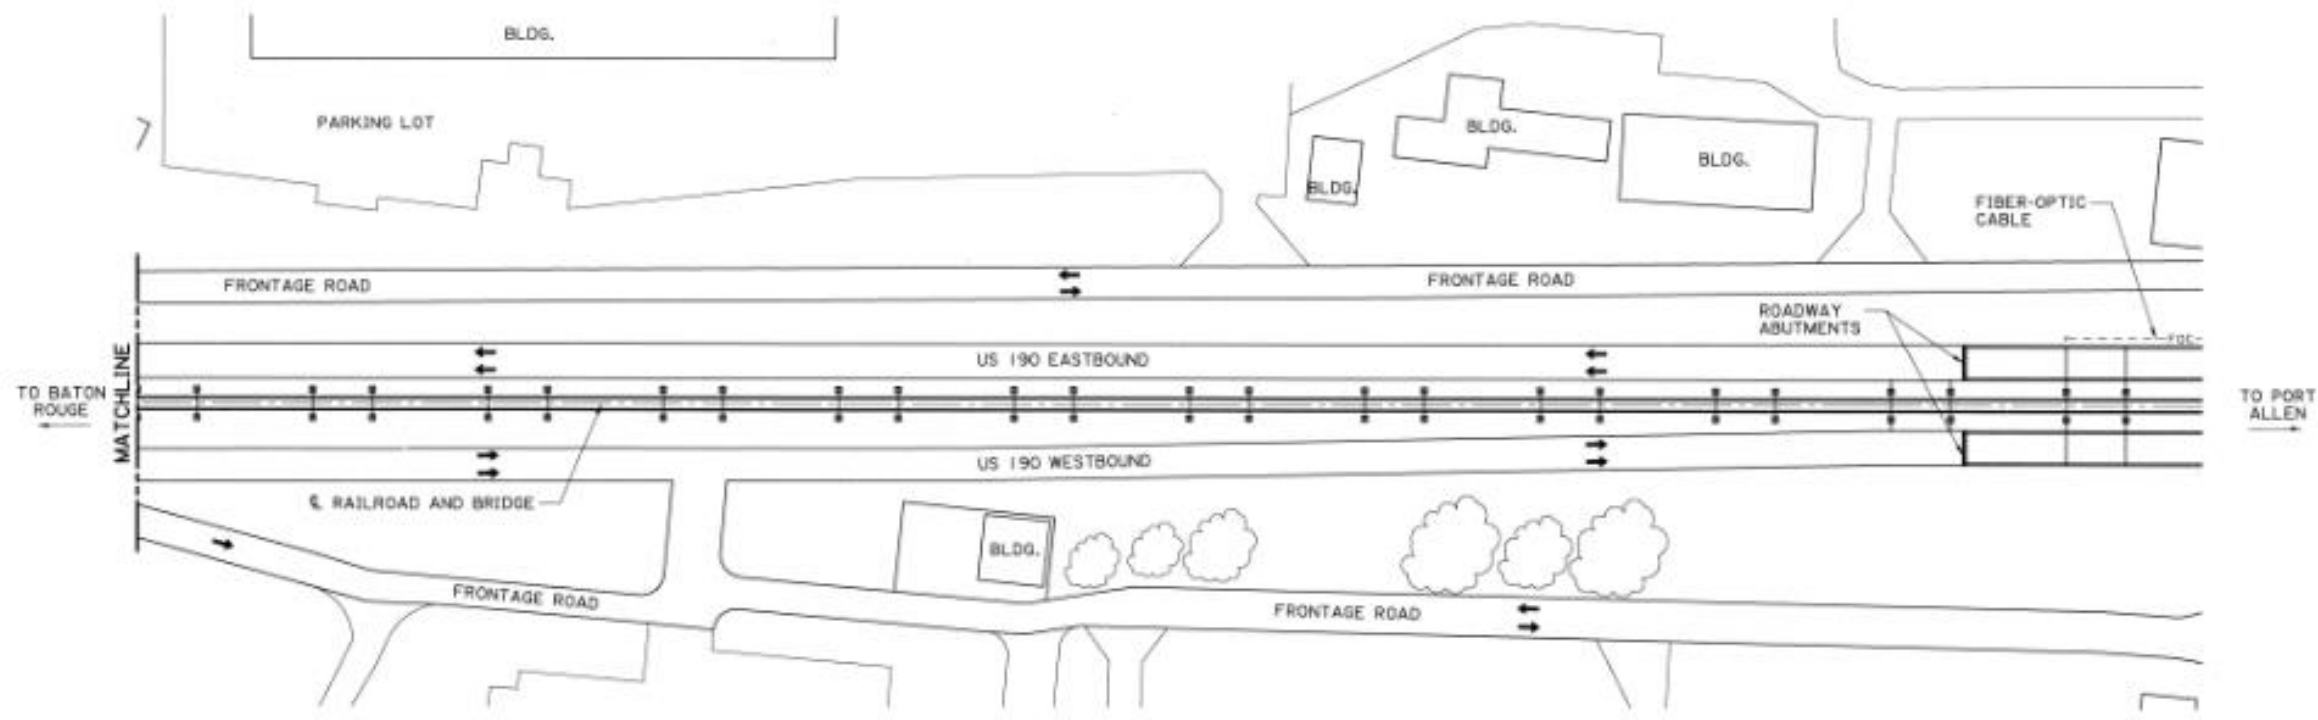 BLDG.
PARKING LOT
BLDG.
BLDG.
BLDG.
FIBER-OPTIC
CABLE
FRONTAGE ROAD
FRONTAGE ROAD
ROADWAY
ABUTMENTS
FOC
US 190 EASTBOUND
MATCHLINE
TO BATON
ROUGE
TO PORT
ALLEN
US 190 WESTBOUND
℄ RAILROAD AND BRIDGE
BLDG.
FRONTAGE ROAD
FRONTAGE ROAD